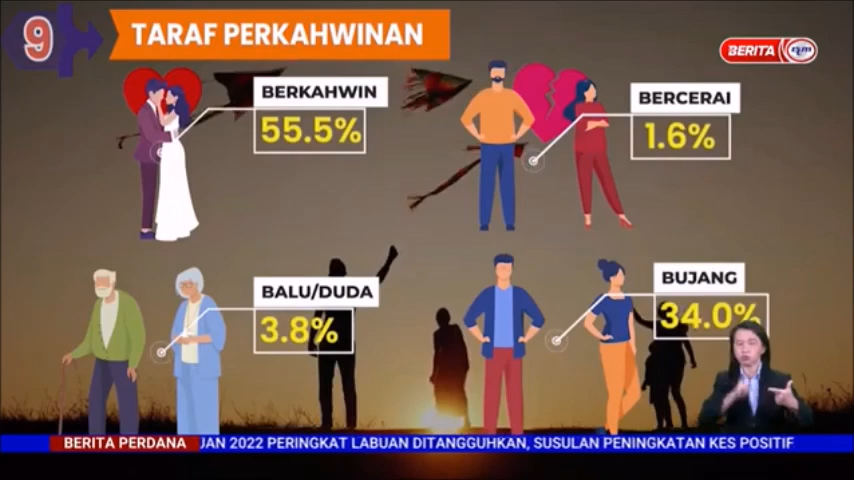 9
TARAF PERKAHWINAN
BERITA rtm
BERKAHWIN
55.5%
BERCERAI
1.6%
BALU/DUDA
3.8%
BUJANG
34.0%
BERITA PERDANA
JAN 2022 PERINGKAT LABUAN DITANGGUHKAN, SUSULAN PENINGKATAN KES POSITIF